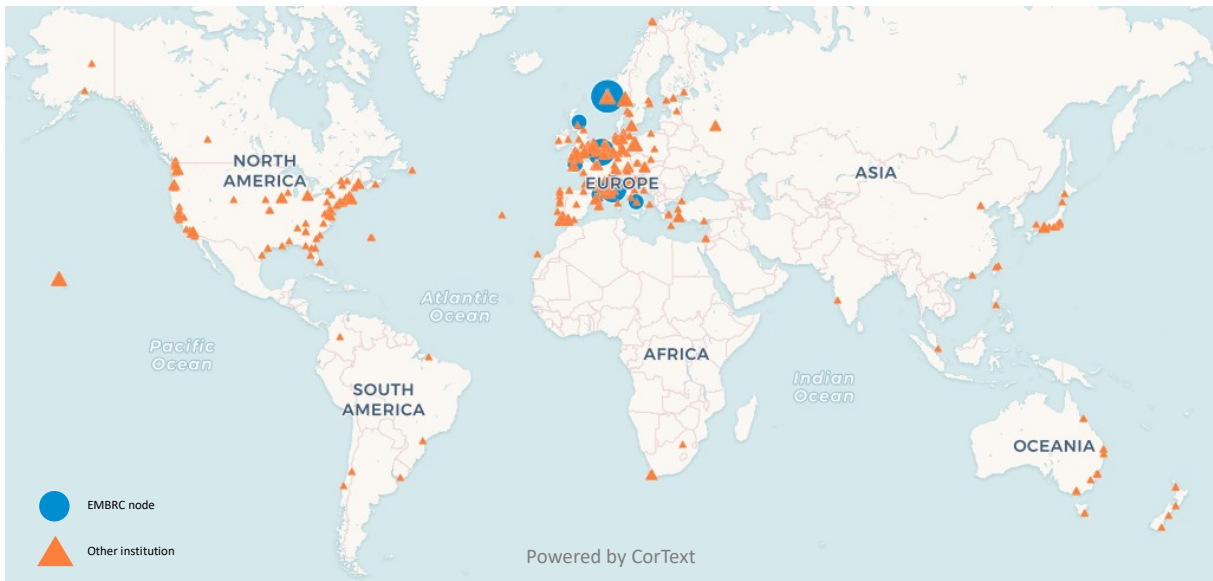 NORTH
AMERICA
EUROPE
ASIA
Atlantic
Ocean
Pacific
Ocean
AFRICA
Indian
Ocean
SOUTH
AMERICA
OCEANIA
EMBRC node
Other institution
Powered by CorText